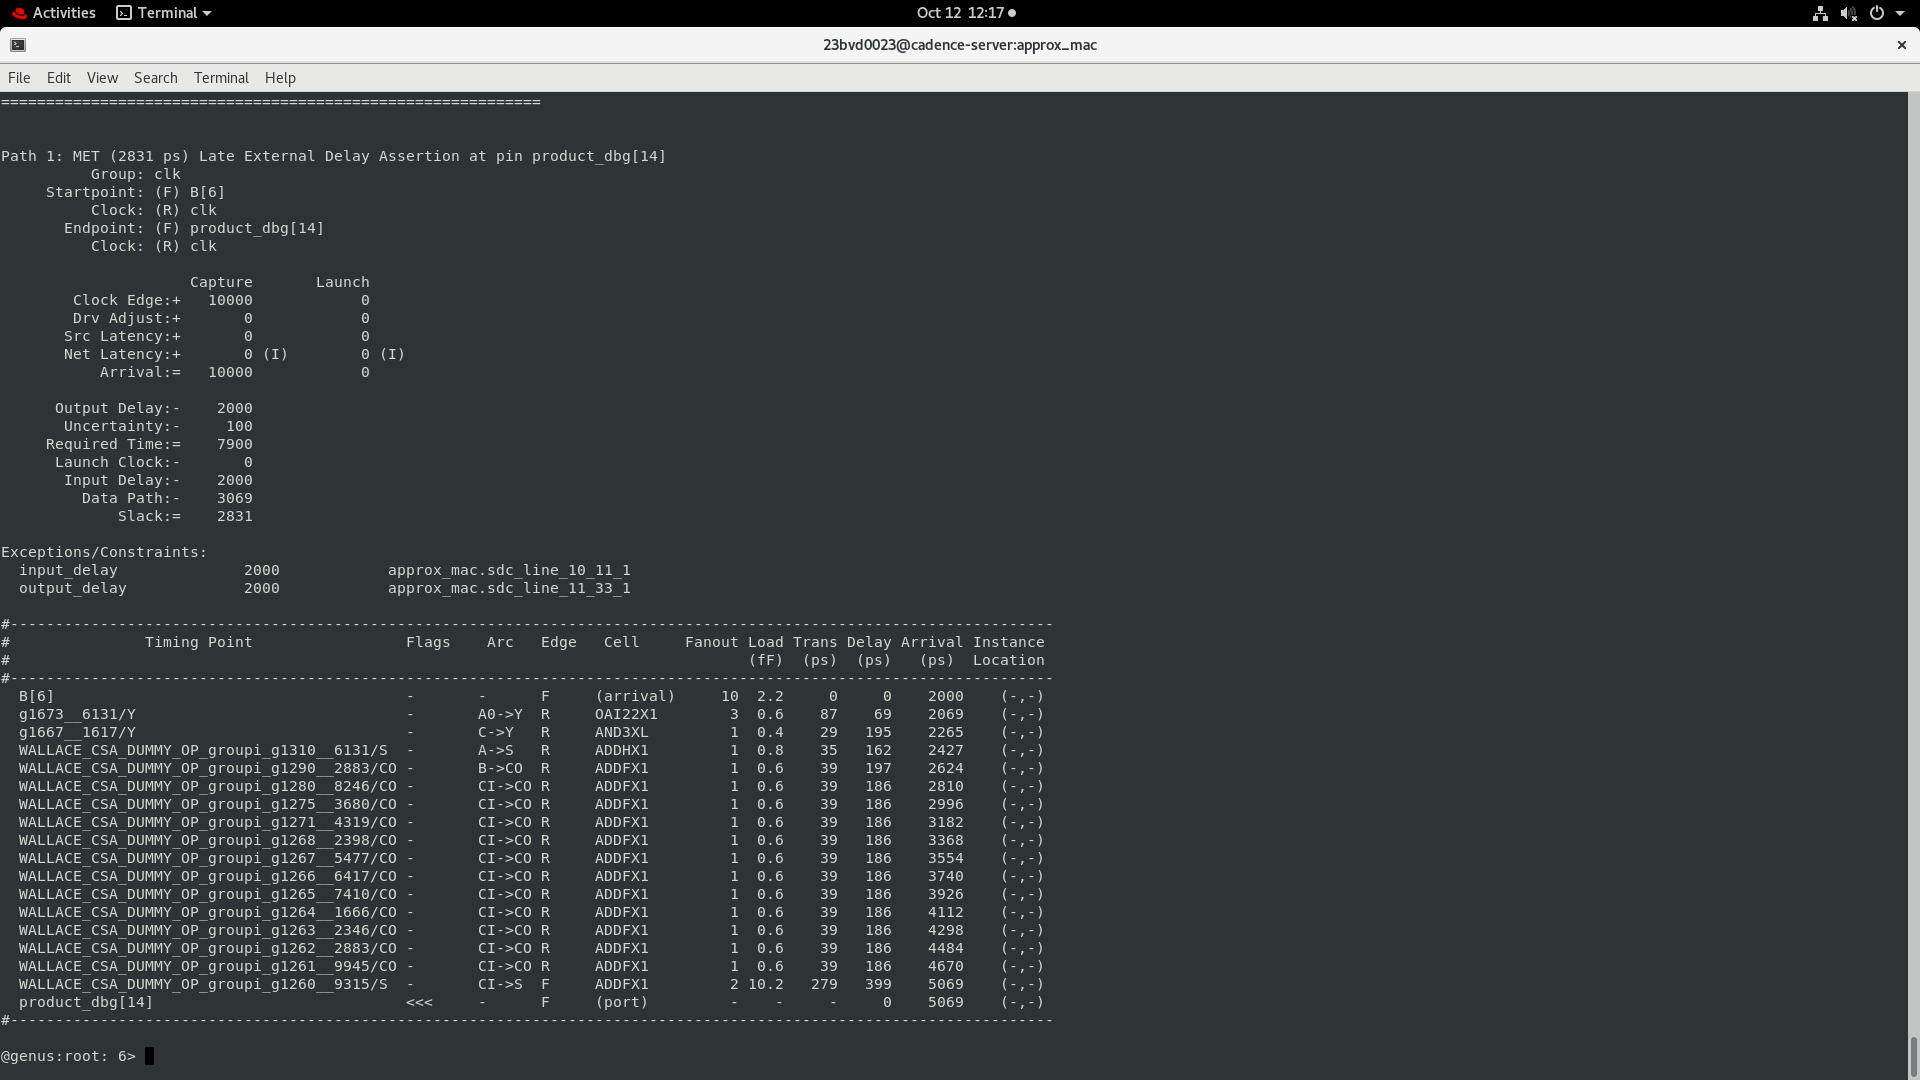 Activities Terminal Oct 12 12:17
23bvd0023@cadence-server:approx_mac
File Edit View Search Terminal Help
============================================================
Path 1: MET (2831 ps) Late External Delay Assertion at pin product_dbg[14]
Group: clk
Startpoint: (F) B[6]
Clock: (R) clk
Endpoint: (F) product_dbg[14]
Clock: (R) clk
Capture Launch
Clock Edge:+ 10000 0
Drv Adjust:+ 0 0
Src Latency:+ 0 0
Net Latency:+ 0 (I) 0 (I)
Arrival:= 10000 0
Output Delay:- 2000
Uncertainty:- 100
Required Time:= 7900
Launch Clock:- 0
Input Delay:- 2000
Data Path:- 3069
Slack:= 2831
Exceptions/Constraints:
input_delay 2000 approx_mac.sdc_line_10_11_1
output_delay 2000 approx_mac.sdc_line_11_33_1
#--------------------------------------------------------------------------------------------------------------------
# Timing Point Flags Arc Edge Cell Fanout Load Trans Delay Arrival Instance
# (fF) (ps) (ps) (ps) Location
#--------------------------------------------------------------------------------------------------------------------
B[6] - - F (arrival) 10 2.2 0 0 2000 (-,-)
g1673__6131/Y - A0->Y R OAI22X1 3 0.6 87 69 2069 (-,-)
g1667__1617/Y - C->Y R AND3XL 1 0.4 29 195 2265 (-,-)
WALLACE_CSA_DUMMY_OP_groupi_g1310__6131/S - A->S R ADDHX1 1 0.8 35 162 2427 (-,-)
WALLACE_CSA_DUMMY_OP_groupi_g1290__2883/CO - B->CO R ADDFX1 1 0.6 39 197 2624 (-,-)
WALLACE_CSA_DUMMY_OP_groupi_g1280__8246/CO - CI->CO R ADDFX1 1 0.6 39 186 2810 (-,-)
WALLACE_CSA_DUMMY_OP_groupi_g1275__3680/CO - CI->CO R ADDFX1 1 0.6 39 186 2996 (-,-)
WALLACE_CSA_DUMMY_OP_groupi_g1271__4319/CO - CI->CO R ADDFX1 1 0.6 39 186 3182 (-,-)
WALLACE_CSA_DUMMY_OP_groupi_g1268__2398/CO - CI->CO R ADDFX1 1 0.6 39 186 3368 (-,-)
WALLACE_CSA_DUMMY_OP_groupi_g1267__5477/CO - CI->CO R ADDFX1 1 0.6 39 186 3554 (-,-)
WALLACE_CSA_DUMMY_OP_groupi_g1266__6417/CO - CI->CO R ADDFX1 1 0.6 39 186 3740 (-,-)
WALLACE_CSA_DUMMY_OP_groupi_g1265__7410/CO - CI->CO R ADDFX1 1 0.6 39 186 3926 (-,-)
WALLACE_CSA_DUMMY_OP_groupi_g1264__1666/CO - CI->CO R ADDFX1 1 0.6 39 186 4112 (-,-)
WALLACE_CSA_DUMMY_OP_groupi_g1263__2346/CO - CI->CO R ADDFX1 1 0.6 39 186 4298 (-,-)
WALLACE_CSA_DUMMY_OP_groupi_g1262__2883/CO - CI->CO R ADDFX1 1 0.6 39 186 4484 (-,-)
WALLACE_CSA_DUMMY_OP_groupi_g1261__9945/CO - CI->CO R ADDFX1 1 0.6 39 186 4670 (-,-)
WALLACE_CSA_DUMMY_OP_groupi_g1260__9315/S - CI->S F ADDFX1 2 10.2 279 399 5069 (-,-)
product_dbg[14] <<< - F (port) - - - 0 5069 (-,-)
#--------------------------------------------------------------------------------------------------------------------
@genus:root: 6>